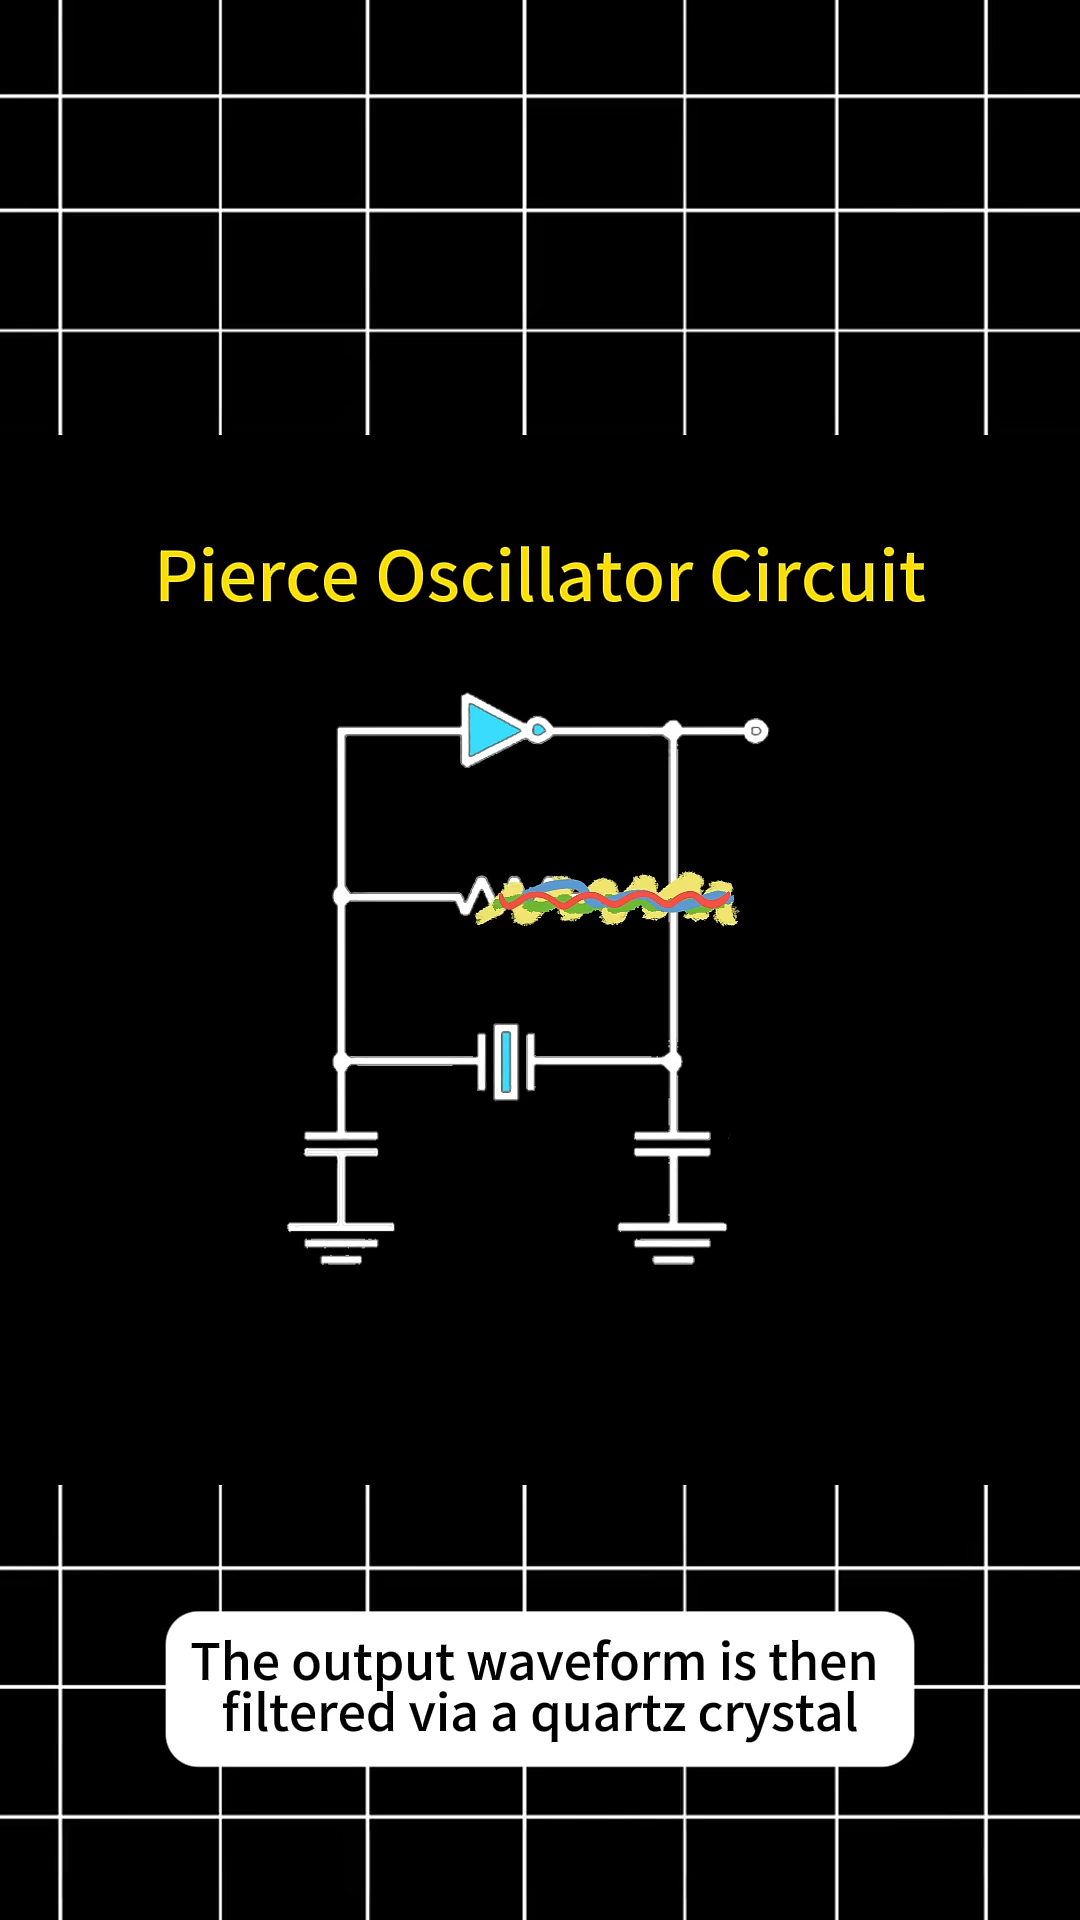 Pierce Oscillator Circuit
The output waveform is then
filtered via a quartz crystal